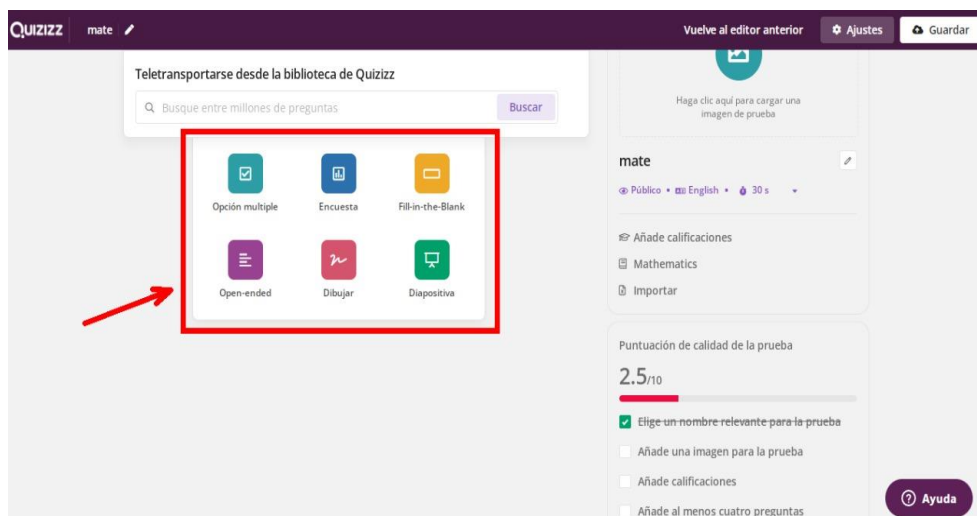 QUIZIZZ
mate
Vuelve al editor anterior
Ajustes
Guardar
Teletransportarse desde la biblioteca de Quizizz
Busque entre millones de preguntas
Buscar
Opción multiple
Encuesta
Fill-in-the-Blank
Open-ended
Dibujar
Diapositiva
Haga clic aquí para cargar una
imagen de prueba
mate
Público • English • 30 s
Añade calificaciones
Mathematics
Importar
Puntuación de calidad de la prueba
2.5/10
Elige un nombre relevante para la prueba
Añade una imagen para la prueba
Añade calificaciones
Añade al menos cuatro preguntas
Ayuda